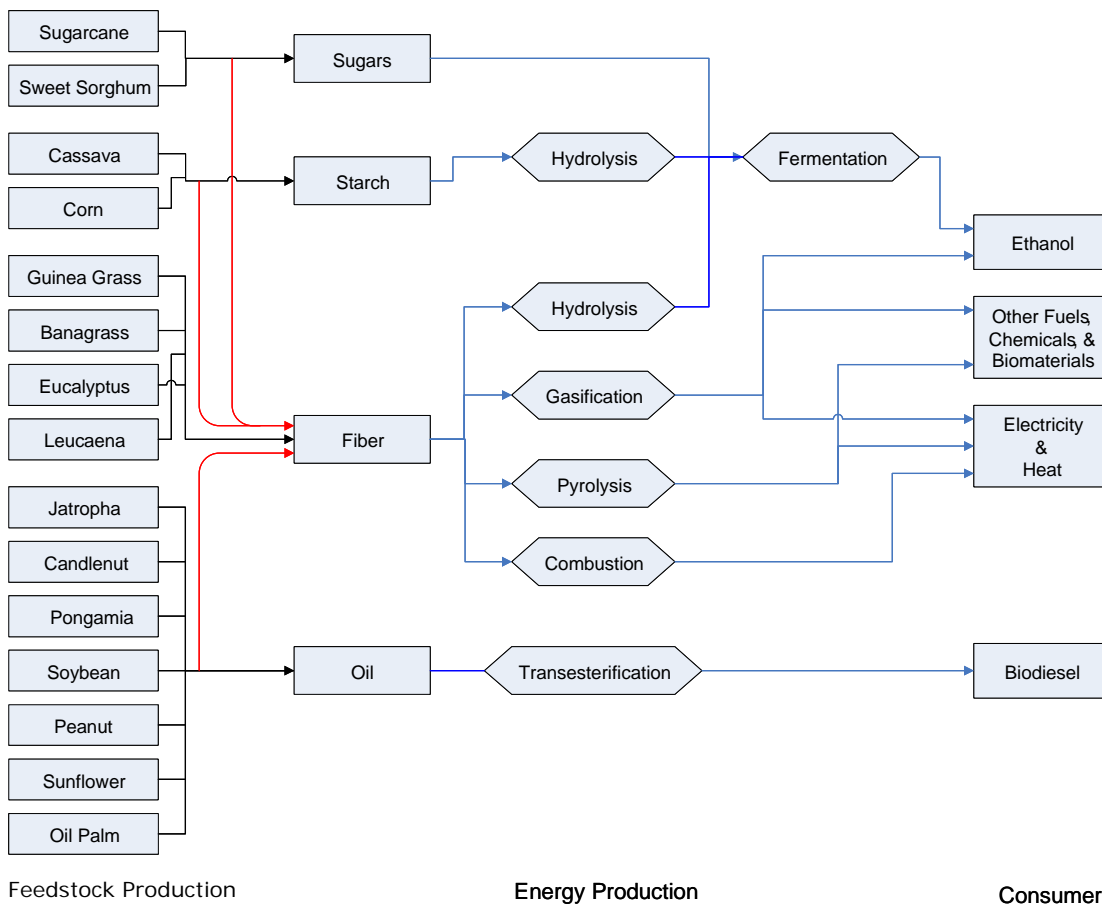 Sugarcane
Sweet Sorghum
Cassava
Corn
Guinea Grass
Banagrass
Eucalyptus
Leucaena
Jatropha
Candlenut
Pongamia
Soybean
Peanut
Sunflower
Oil Palm
Sugars
Starch
Fiber
Oil
Hydrolysis
Hydrolysis
Gasification
Pyrolysis
Combustion
Transesterification
Fermentation
Ethanol
Other Fuels,
Chemicals, &
Biomaterials
Electricity
&
Heat
Biodiesel
Feedstock Production
Energy Production
Consumer